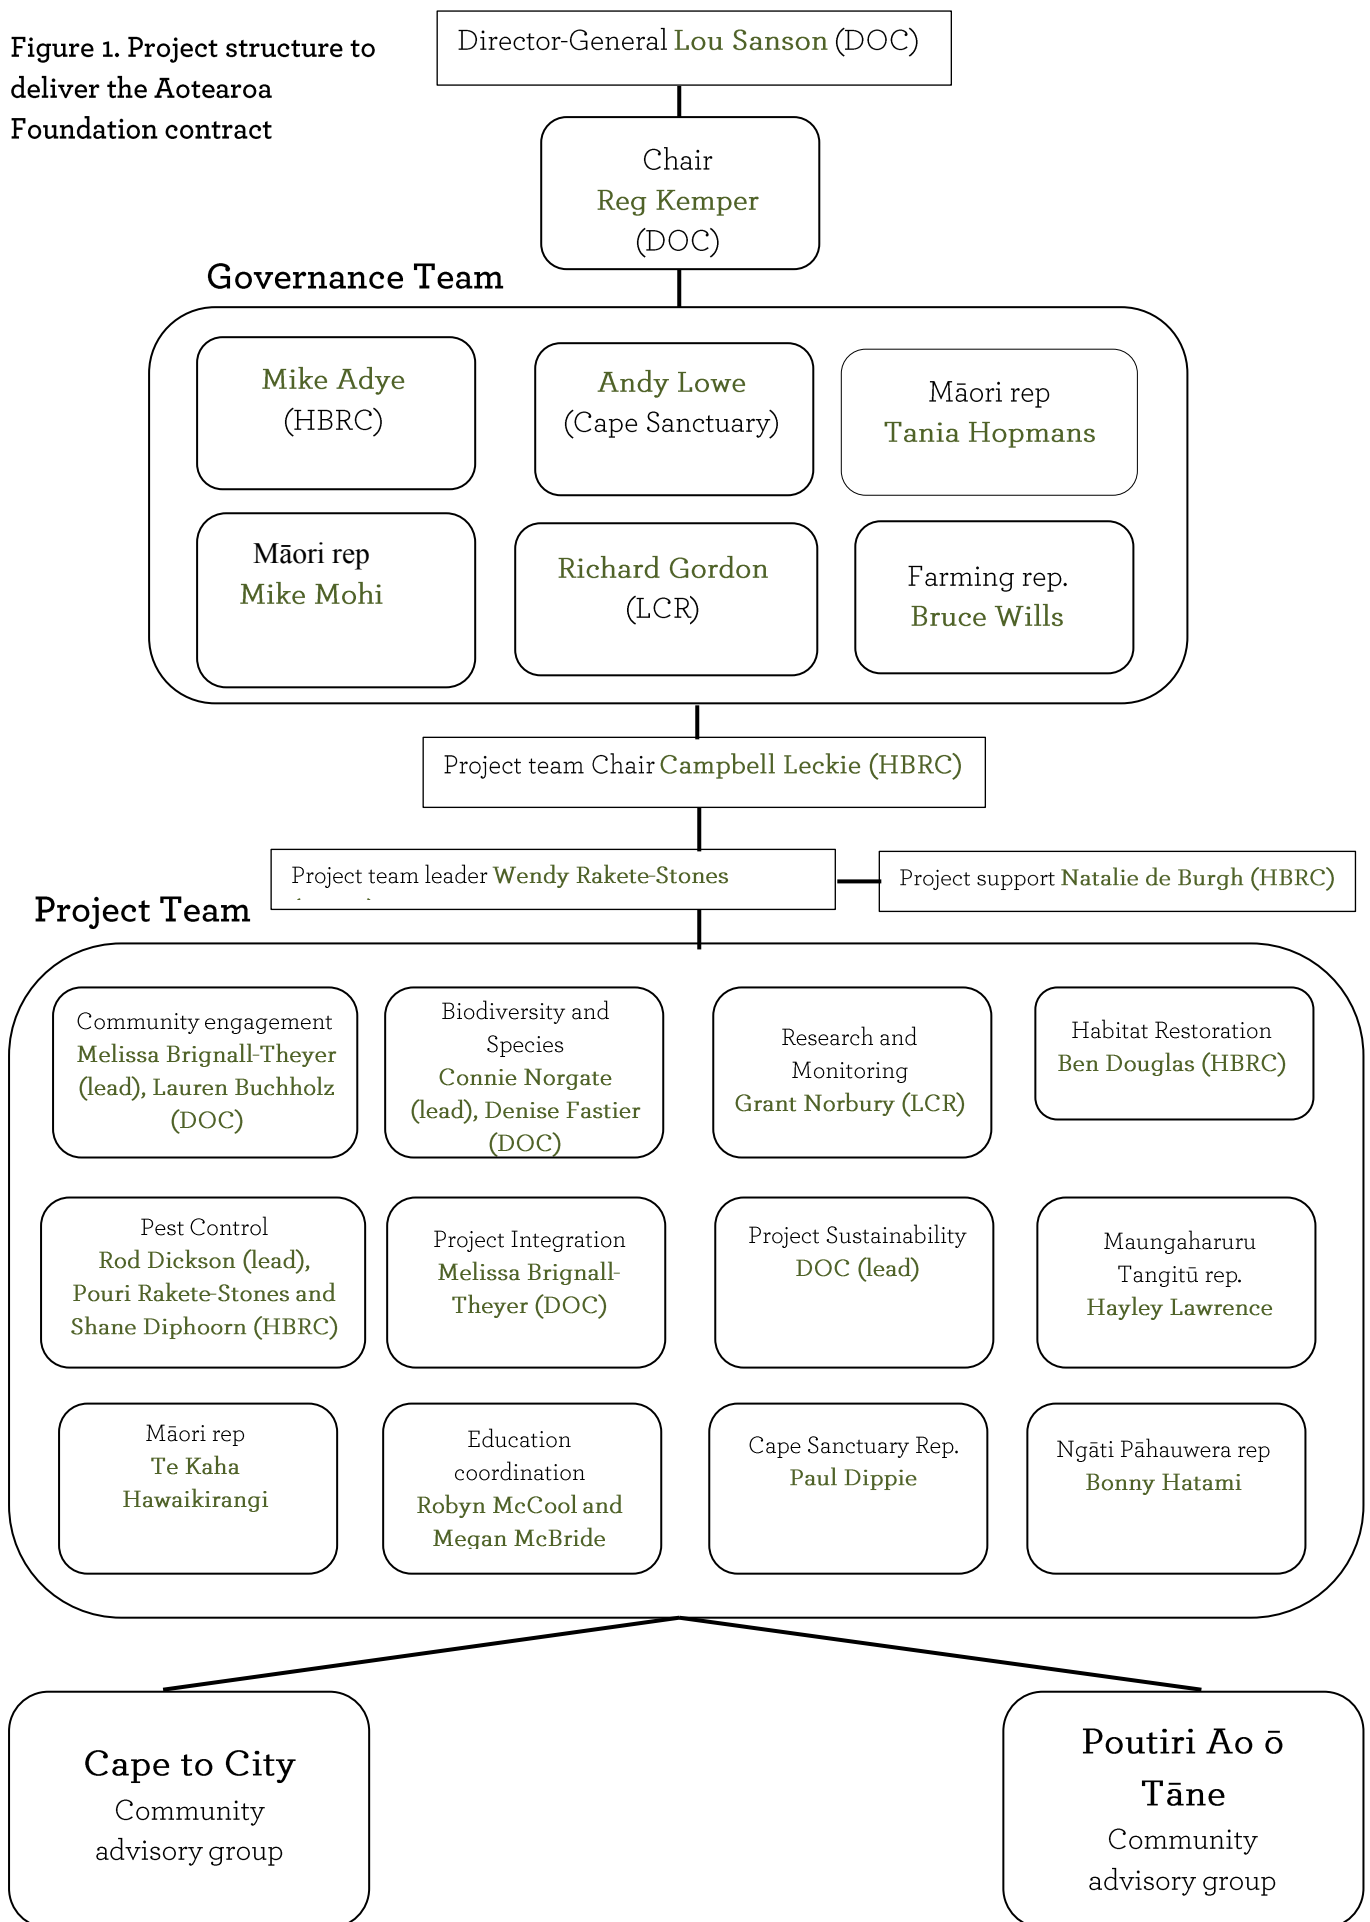 Figure 1. Project structure to
deliver the Aotearoa
Foundation contract
Director-General Lou Sanson (DOC)
Chair
Reg Kemper
(DOC)
Governance Team
Mike Adye
(HBRC)
Andy Lowe
(Cape Sanctuary)
Māori rep
Tania Hopmans
Māori rep
Mike Mohi
Richard Gordon
(LCR)
Farming rep.
Bruce Wills
Project team Chair Campbell Leckie (HBRC)
Project team leader Wendy Rakete-Stones
Project support Natalie de Burgh (HBRC)
Project Team
Community engagement
Melissa Brignall-Theyer
(lead), Lauren Buchholz
(DOC)
Biodiversity and
Species
Connie Norgate
(lead), Denise Fastier
(DOC)
Research and
Monitoring
Grant Norbury (LCR)
Habitat Restoration
Ben Douglas (HBRC)
Pest Control
Rod Dickson (lead),
Pouri Rakete-Stones and
Shane Diphoorn (HBRC)
Project Integration
Melissa Brignall-
Theyer (DOC)
Project Sustainability
DOC (lead)
Maungaharuru
Tangitū rep.
Hayley Lawrence
Māori rep
Te Kaha
Hawaikirangi
Education
coordination
Robyn McCool and
Megan McBride
Cape Sanctuary Rep.
Paul Dippie
Ngāti Pāhauwera rep
Bonny Hatami
Cape to City
Community
advisory group
Poutiri Ao ō
Tāne
Community
advisory group